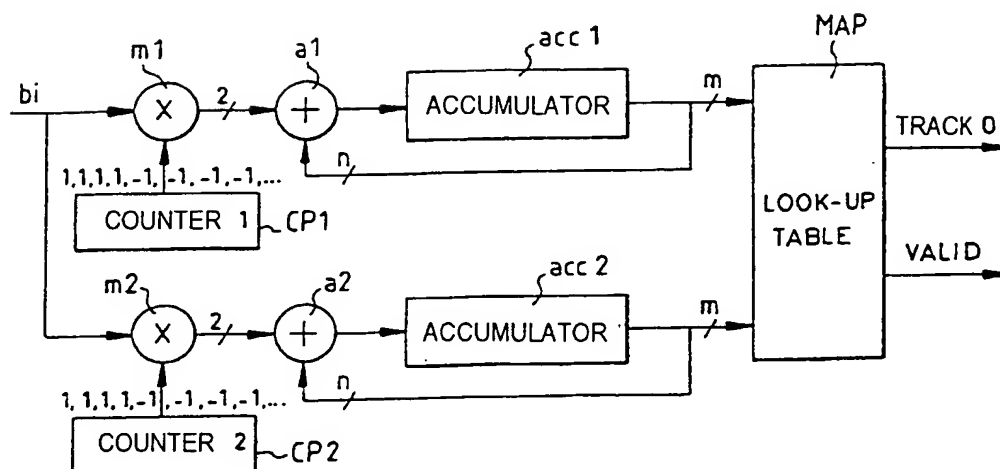 MAP
m1
a1
acc 1
bi
X
2
+
ACCUMULATOR
m
TRACK 0
n
1,1,1,1,-1,-1,-1,-1,...
COUNTER 1
CP1
LOOK-UP
TABLE
VALID
m2
a2
acc 2
X
2
+
ACCUMULATOR
m
n
1, 1, 1, 1,-1,-1,-1,-1,...
COUNTER 2
CP2